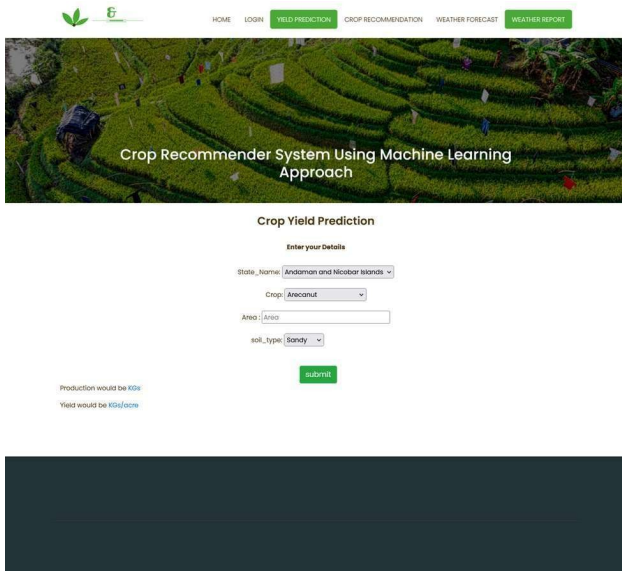 &
HOME LOGIN YIELD PREDICTION CROP RECOMMENDATION WEATHER FORECAST WEATHER REPORT
Crop Recommender System Using Machine Learning
Approach
Crop Yield Prediction
Enter your Details
State_Name: Andaman and Nicobar Islands
Crop: Arecanut
Area : Area
soil_type: Sandy
submit
Production would be KGs
Yield would be KGs/acre